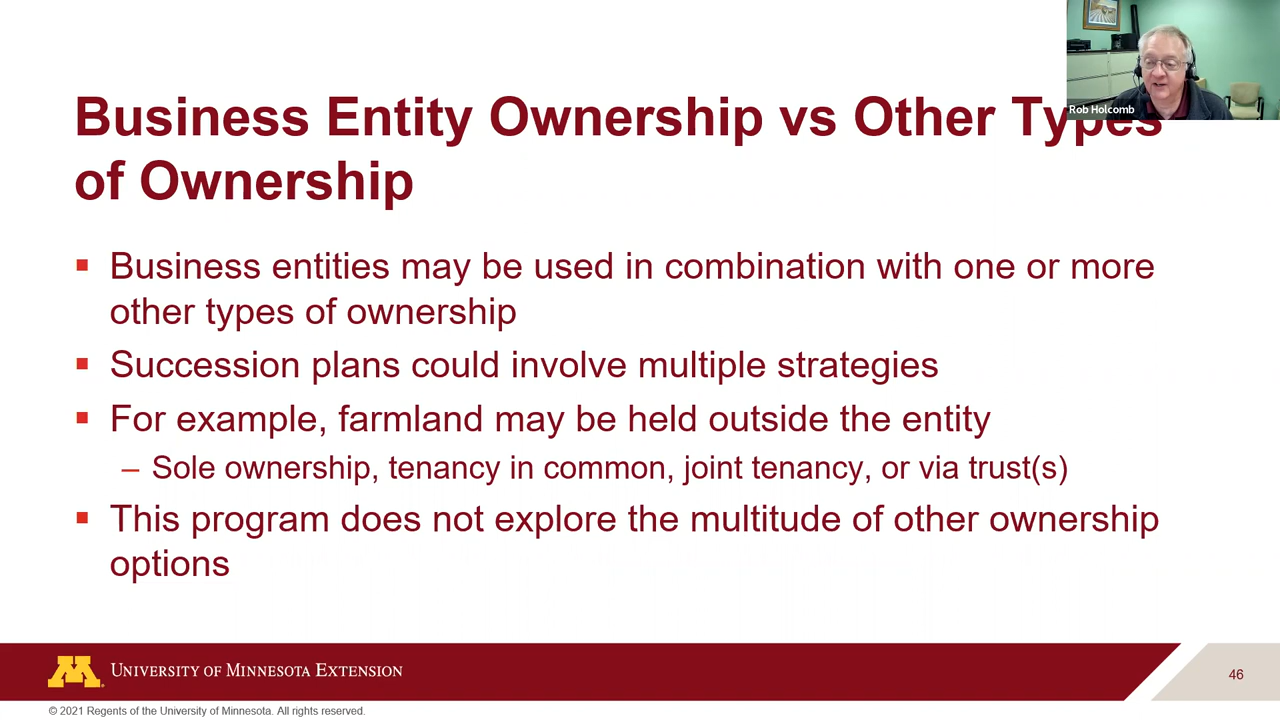 Business Entity Ownership vs Other Types
of Ownership
Rob Holcomb
▪ Business entities may be used in combination with one or more
other types of ownership
▪ Succession plans could involve multiple strategies
▪ For example, farmland may be held outside the entity
– Sole ownership, tenancy in common, joint tenancy, or via trust(s)
▪ This program does not explore the multitude of other ownership
options
M
UNIVERSITY OF MINNESOTA EXTENSION
46
© 2021 Regents of the University of Minnesota. All rights reserved.